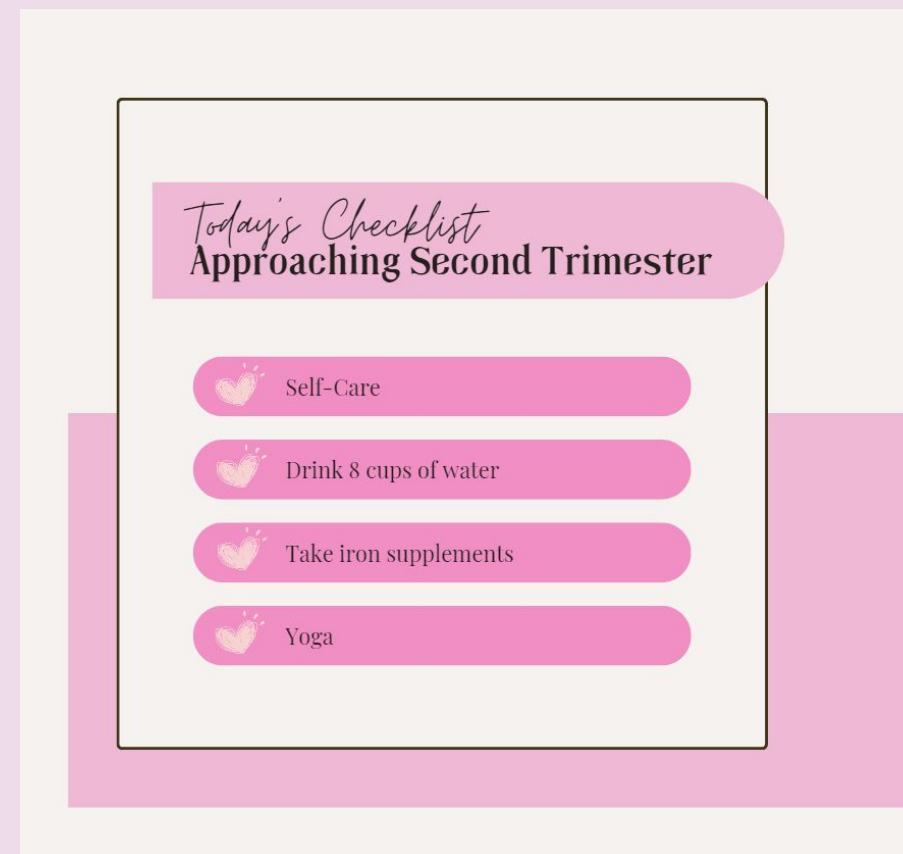 Today's Checklist
Approaching Second Trimester
Self-Care
Drink 8 cups of water
Take iron supplements
Yoga